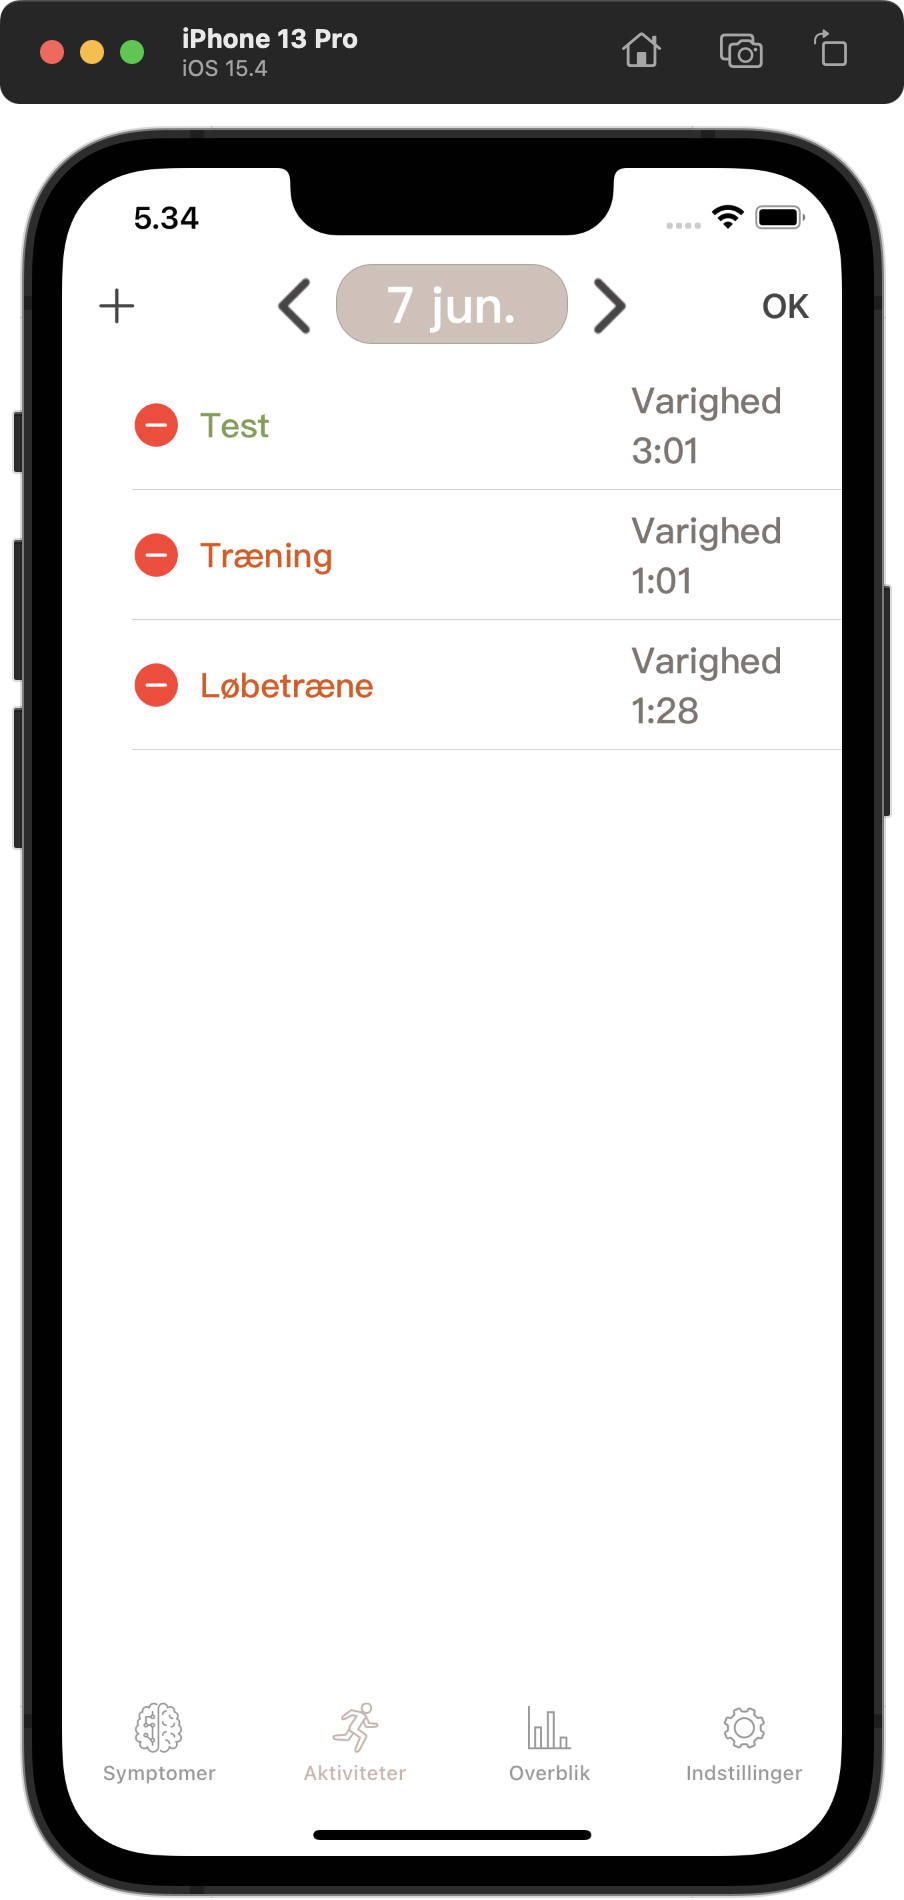 iPhone 13 Pro
iOS 15.4
5.34
7 jun.
OK
Test
Varighed
3:01
Træning
Varighed
1:01
Løbetræne
Varighed
1:28
Symptomer
Aktiviteter
Overblik
Indstillinger